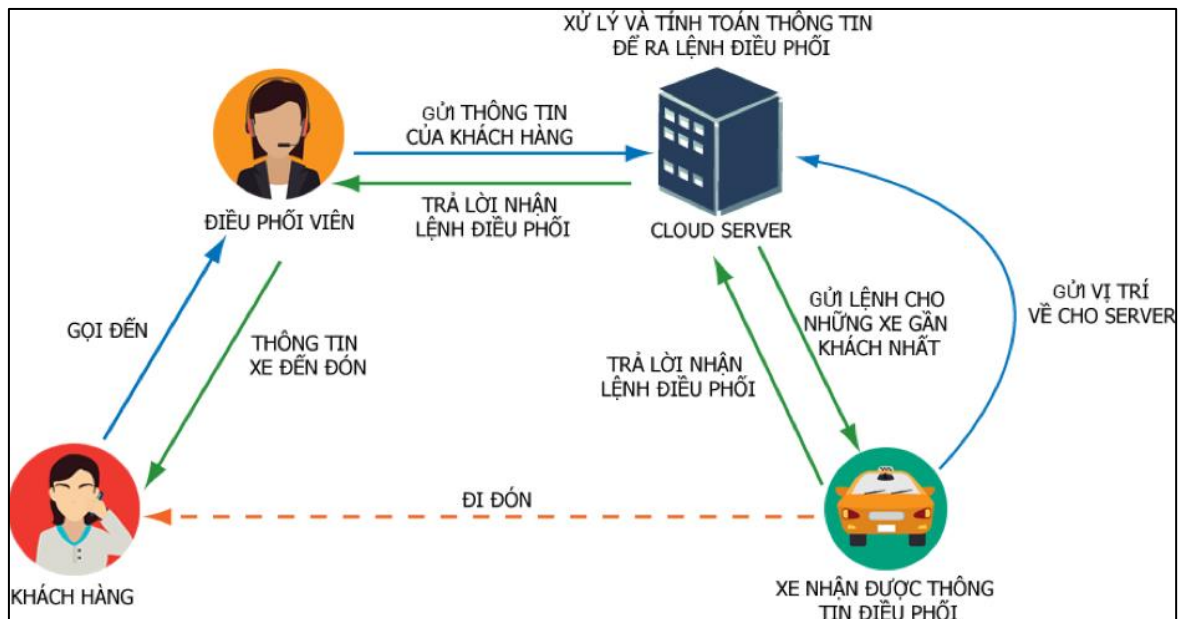 XỬ LÝ VÀ TÍNH TOÁN THÔNG TIN
ĐỂ RA LỆNH ĐIỀU PHỐI
GỬI THÔNG TIN
CỦA KHÁCH HÀNG
TRẢ LỜI NHẬN
LỆNH ĐIỀU PHỐI
ĐIỀU PHỐI VIÊN
CLOUD SERVER
GỌI ĐẾN
THÔNG TIN
XE ĐẾN ĐÓN
GỬI LỆNH CHO
NHỮNG XE GẦN
KHÁCH NHẤT
GỬI VỊ TRÍ
VỀ CHO SERVER
TRẢ LỜI NHẬN
LỆNH ĐIỀU PHỐI
ĐI ĐÓN
KHÁCH HÀNG
XE NHẬN ĐƯỢC THÔNG
TIN ĐIỀU PHỐI